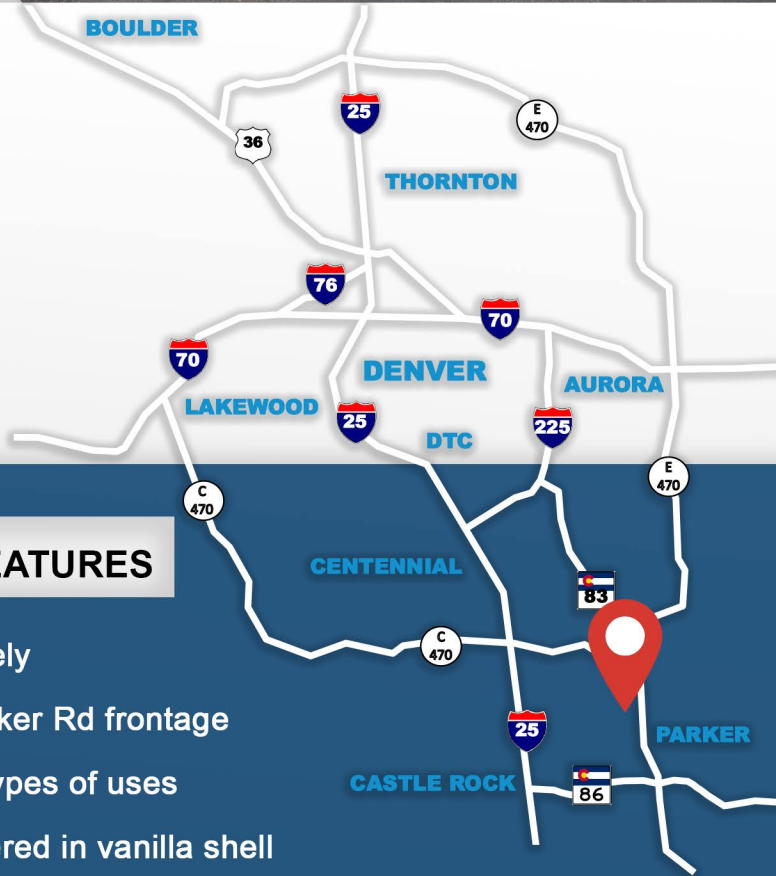 BOULDER
25
E
470
36
THORNTON
76
70
70
DENVER
AURORA
LAKEWOOD
25
225
DTC
E
470
C
470
CENTENNIAL
83
C
470
25
PARKER
CASTLE ROCK
86
EATURES
ely
ker Rd frontage
ypes of uses
red in vanilla shell